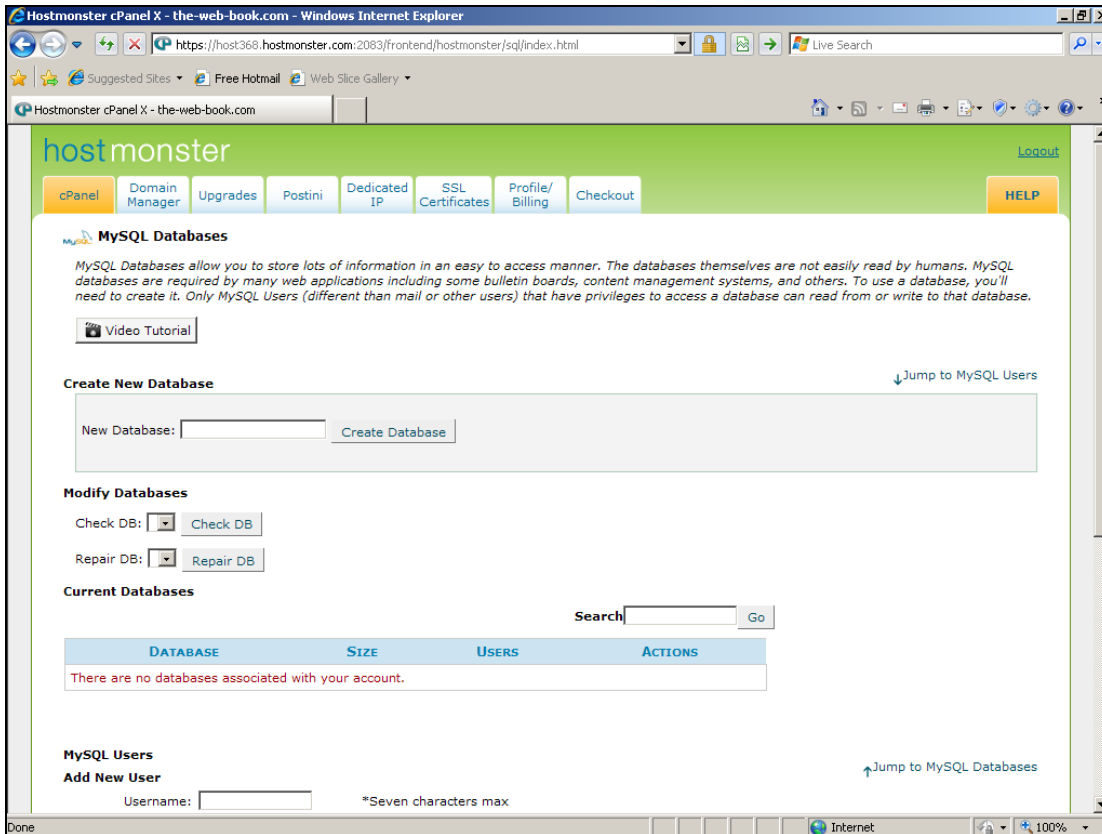 Hostmonster cPanel X - the-web-book.com - Windows Internet Explorer
https://host368.hostmonster.com:2083/frontend/hostmonster/sql/index.html
Live Search
Suggested Sites
Free Hotmail
Web Slice Gallery
Hostmonster cPanel X - the-web-book.com
hostmonster
Logout
cPanel
Domain
Manager
Upgrades
Postini
Dedicated
IP
SSL
Certificates
Profile/
Billing
Checkout
HELP
MySQL MySQL Databases
MySQL Databases allow you to store lots of information in an easy to access manner. The databases themselves are not easily read by humans. MySQL
databases are required by many web applications including some bulletin boards, content management systems, and others. To use a database, you'll
need to create it. Only MySQL Users (different than mail or other users) that have privileges to access a database can read from or write to that database.
Video Tutorial
Jump to MySQL Users
Create New Database
New Database: Create Database
Modify Databases
Check DB: Check DB
Repair DB: Repair DB
Current Databases
Search Go
DATABASE SIZE USERS ACTIONS
There are no databases associated with your account.
MySQL Users
Jump to MySQL Databases
Add New User
Username: *Seven characters max
Done Internet 100%